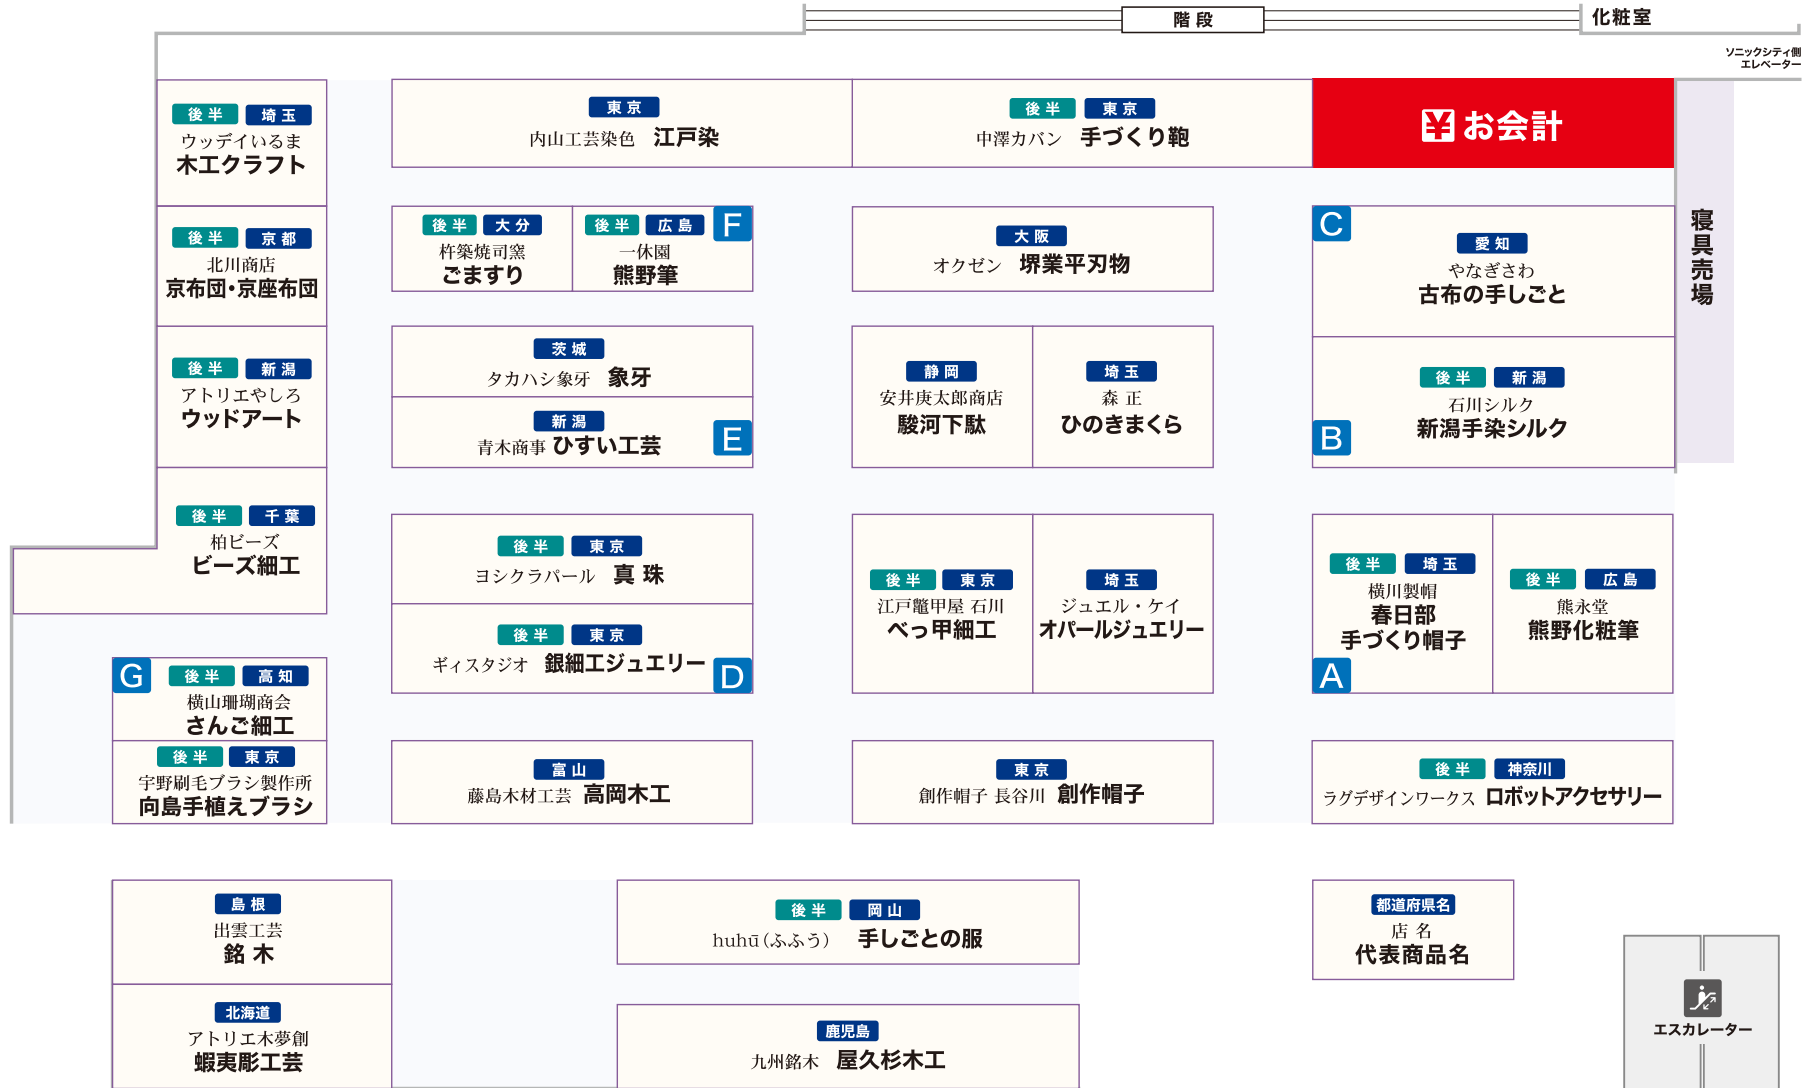 階段
化粧室
ソニックシティ側
エレベーター
後半 埼玉
ウッデイいるま
木工クラフト
東京
内山工芸染色 江戸染
後半 東京
中澤カバン 手づくり鞄
¥お会計
寝具売場
後半 京都
北川商店
京布団・京座布団
後半 大分
杵築焼司窯
ごますり
後半 広島
一休園
熊野筆
F
大阪
オクゼン 堺業平刃物
C
愛知
やなぎさわ
古布の手しごと
後半 新潟
アトリエやしろ
ウッドアート
茨城
タカハシ象牙 象牙
新潟
青木商事 ひすい工芸
E
静岡
安井庚太郎商店
駿河下駄
埼玉
森 正
ひのきまくら
後半 新潟
石川シルク
新潟手染シルク
B
後半 千葉
柏ビーズ
ビーズ細工
後半 東京
ヨシクラパール 真珠
後半 東京
ギィスタジオ 銀細工ジュエリー
D
後半 東京
江戸鼈甲屋 石川
べっ甲細工
埼玉
ジュエル・ケイ
オパールジュエリー
後半 埼玉
横川製帽
春日部
手づくり帽子
A
後半 広島
熊永堂
熊野化粧筆
G
後半 高知
横山珊瑚商会
さんご細工
後半 東京
宇野刷毛ブラシ製作所
向島手植えブラシ
富山
藤島木材工芸 高岡木工
東京
創作帽子 長谷川 創作帽子
後半 神奈川
ラグデザインワークス ロボットアクセサリー
島根
出雲工芸
銘木
後半 岡山
huhū(ふふう) 手しごとの服
都道府県名
店名
代表商品名
北海道
アトリエ木夢創
蝦夷彫工芸
鹿児島
九州銘木 屋久杉木工
エスカレーター